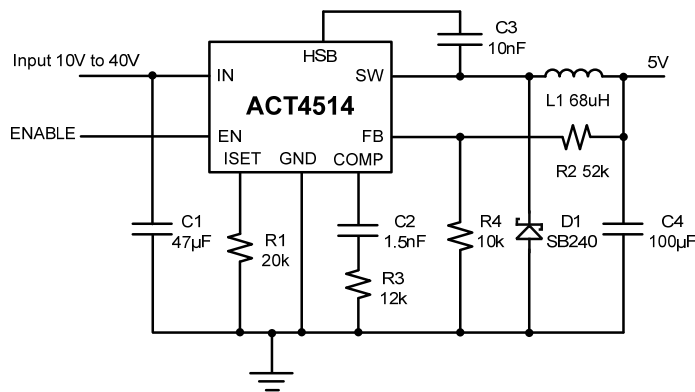 C3
10nF
HSB
Input 10V to 40V
IN
SW
5V
ACT4514
L1 68uH
ENABLE
EN
FB
ISET
GND
COMP
R2 52k
C1
47µF
R1
20k
C2
1.5nF
R4
10k
D1
SB240
C4
100µF
R3
12k